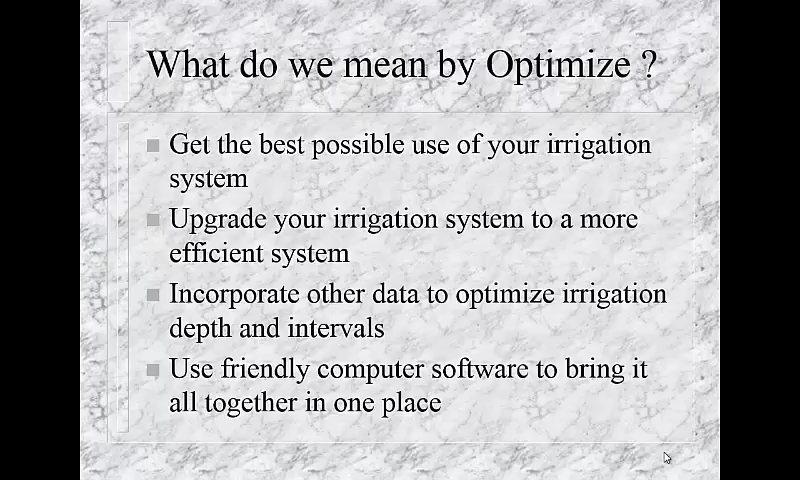 What do we mean by Optimize ?
Get the best possible use of your irrigation
system
Upgrade your irrigation system to a more
efficient system
Incorporate other data to optimize irrigation
depth and intervals
Use friendly computer software to bring it
all together in one place